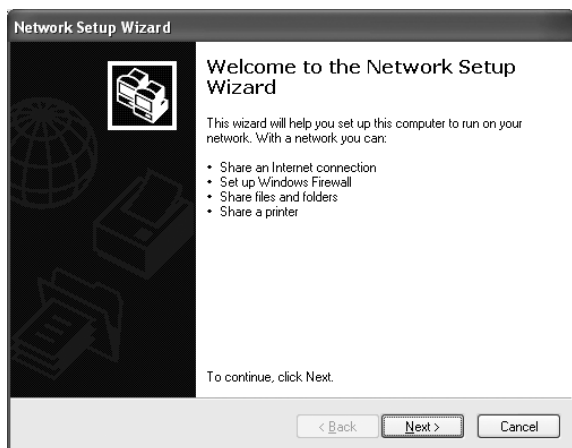 Network Setup Wizard
Welcome to the Network Setup
Wizard
This wizard will help you set up this computer to run on your
network. With a network you can:
• Share an Internet connection
• Set up Windows Firewall
• Share files and folders
• Share a printer
To continue, click Next.
< Back Next > Cancel